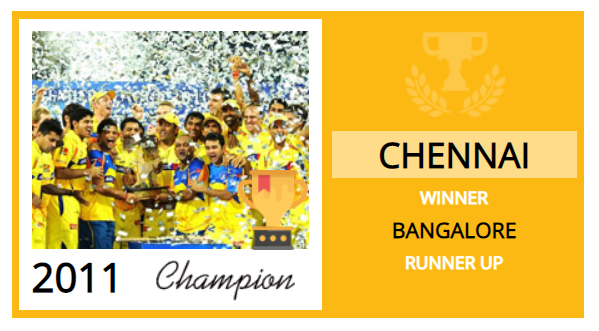 2011 Champion
CHENNAI
WINNER
BANGALORE
RUNNER UP